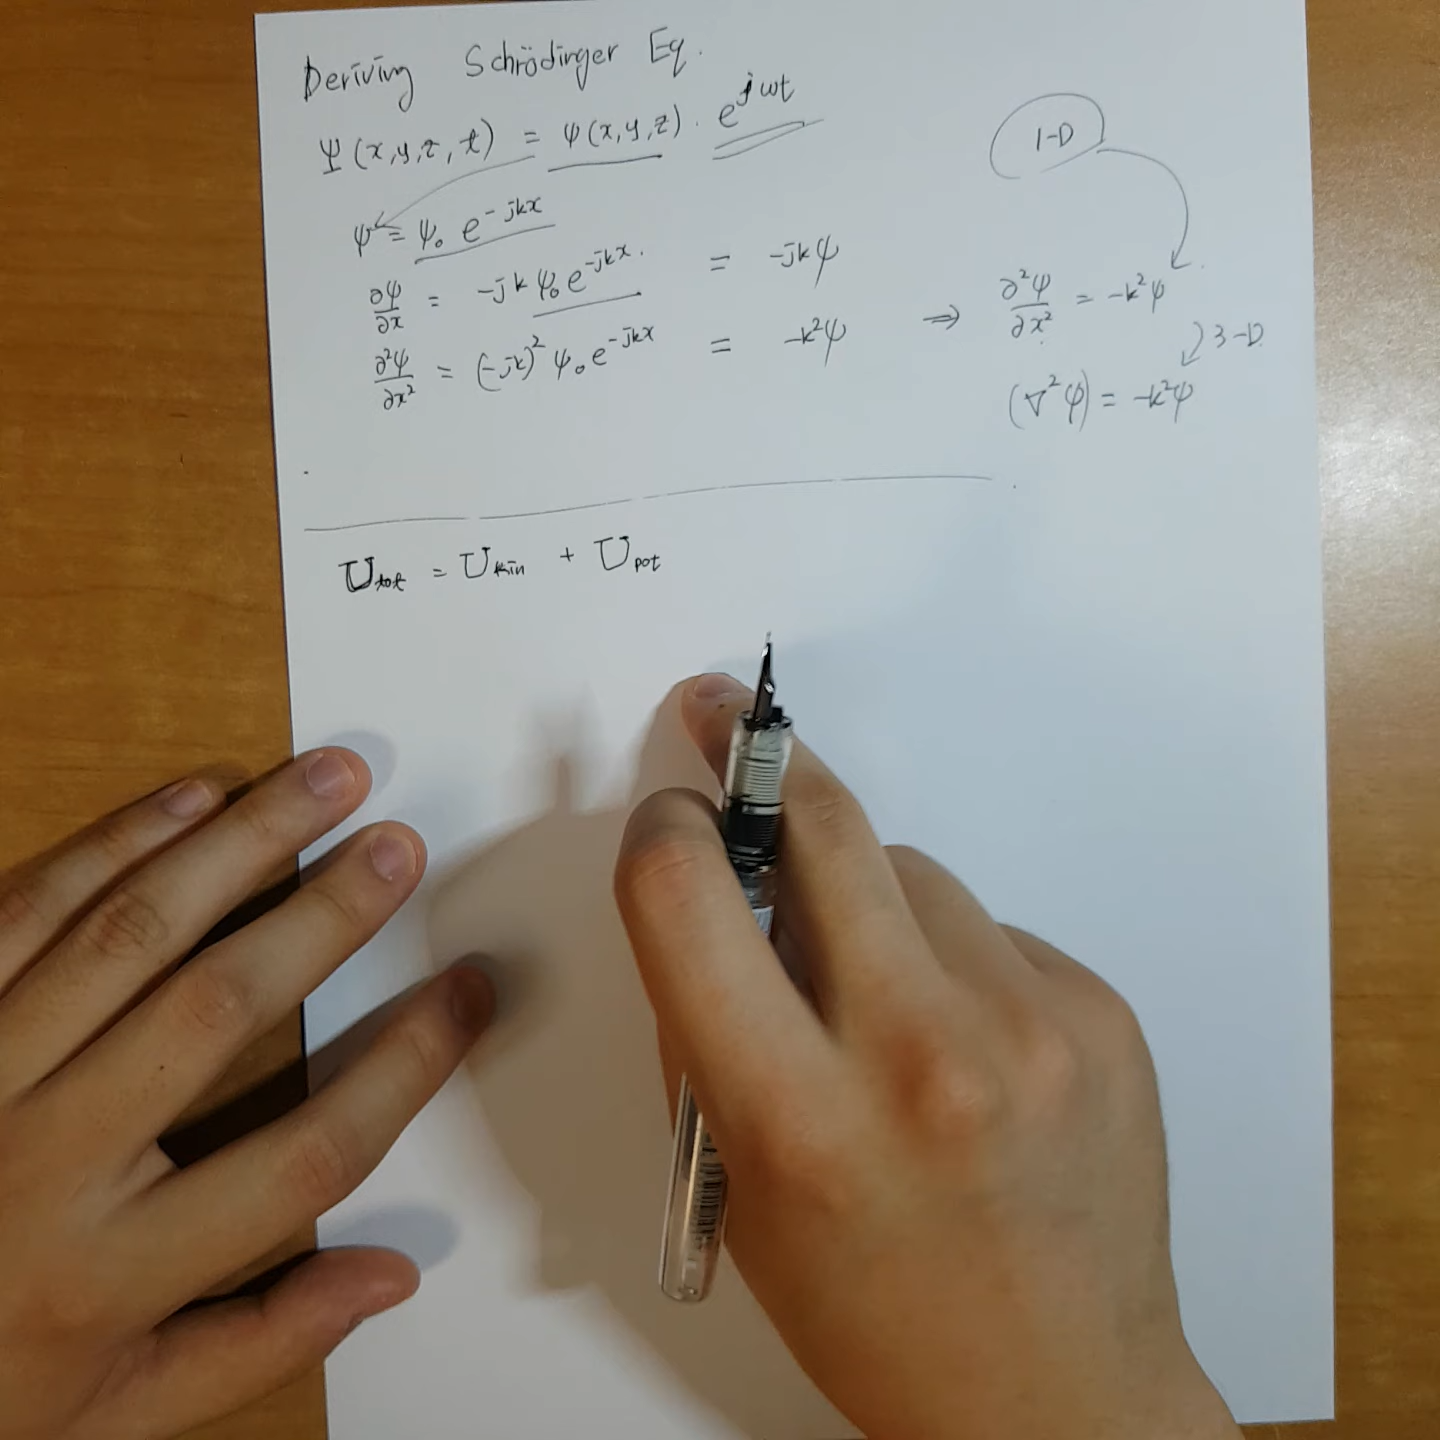 Deriving Schrödinger Eq.
Ψ(x,y,z,t) = ψ(x,y,z) · e^{jωt}
1-D
ψ = ψ₀ e^{-jkx}
∂ψ/∂x = -jk ψ₀ e^{-jkx} = -jkψ
∂²ψ/∂x² = (-jk)² ψ₀ e^{-jkx} = -k²ψ ⇒ ∂²ψ/∂x² = -k²ψ
3-D
(∇²ψ) = -k²ψ
U_tot = U_kin + U_pot